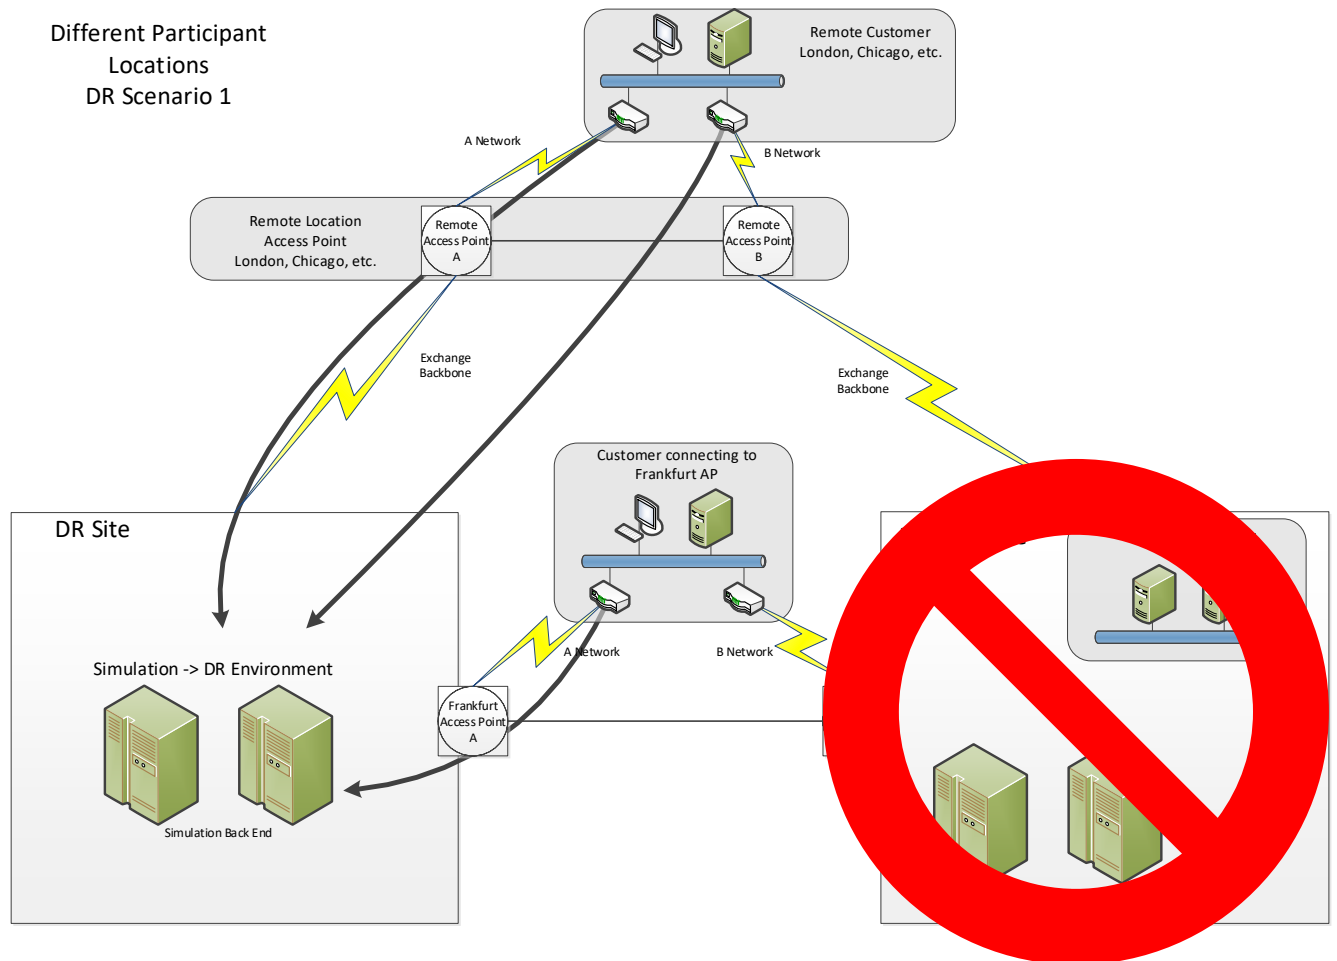 Different Participant
Locations
DR Scenario 1
Remote Customer
London, Chicago, etc.
A Network
B Network
Remote Location
Access Point
London, Chicago, etc.
Remote
Access Point
A
Remote
Access Point
B
Exchange
Backbone
Exchange
Backbone
Customer connecting to
Frankfurt AP
DR Site
A Network
B Network
Simulation -> DR Environment
Frankfurt
Access Point
A
Simulation Back End